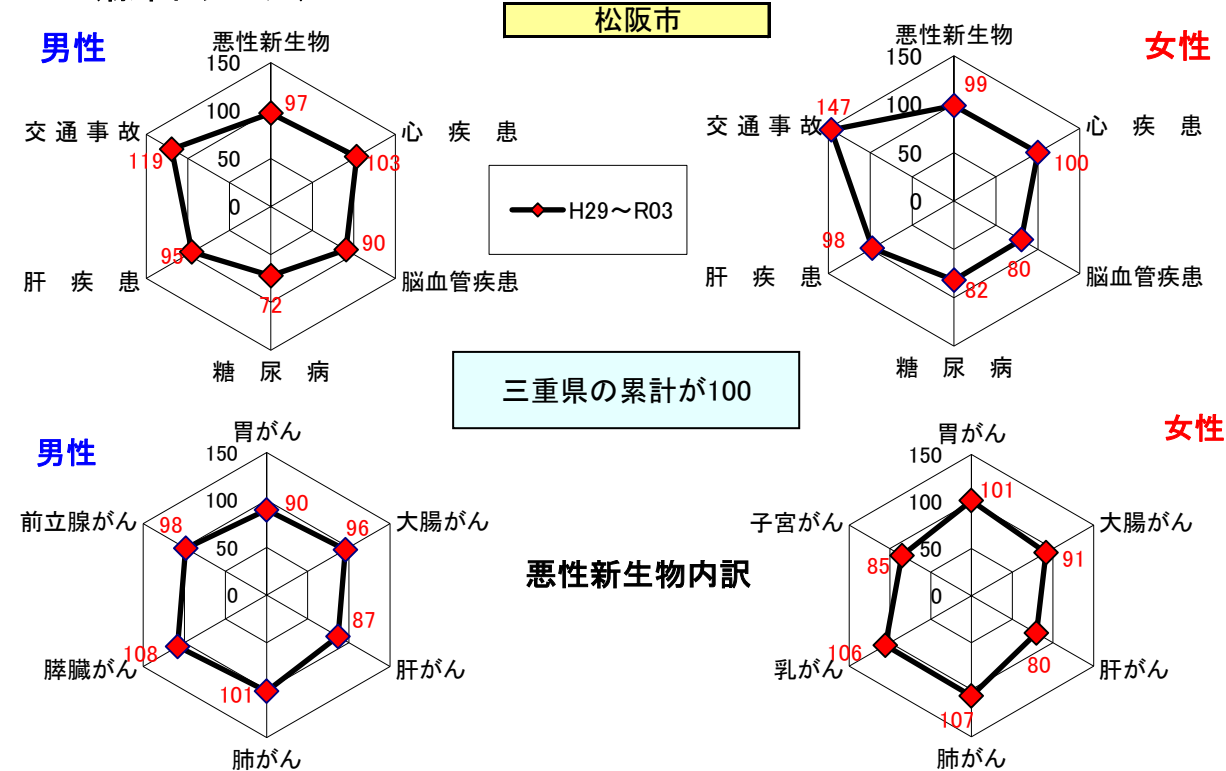 松阪市
男性
悪性新生物
150
100
50
0
97
心 疾 患
103
脳血管疾患
90
糖 尿 病
72
肝 疾 患
95
交 通 事 故
119
H29～R03
女性
悪性新生物
150
100
50
0
99
心 疾 患
100
脳血管疾患
80
糖 尿 病
82
肝 疾 患
98
交 通 事 故
147
三重県の累計が100
男性
胃がん
150
100
50
0
90
大腸がん
96
肝がん
87
肺がん
101
膵臓がん
108
前立腺がん
98
悪性新生物内訳
女性
胃がん
150
100
50
0
101
大腸がん
91
肝がん
80
肺がん
107
乳がん
106
子宮がん
85